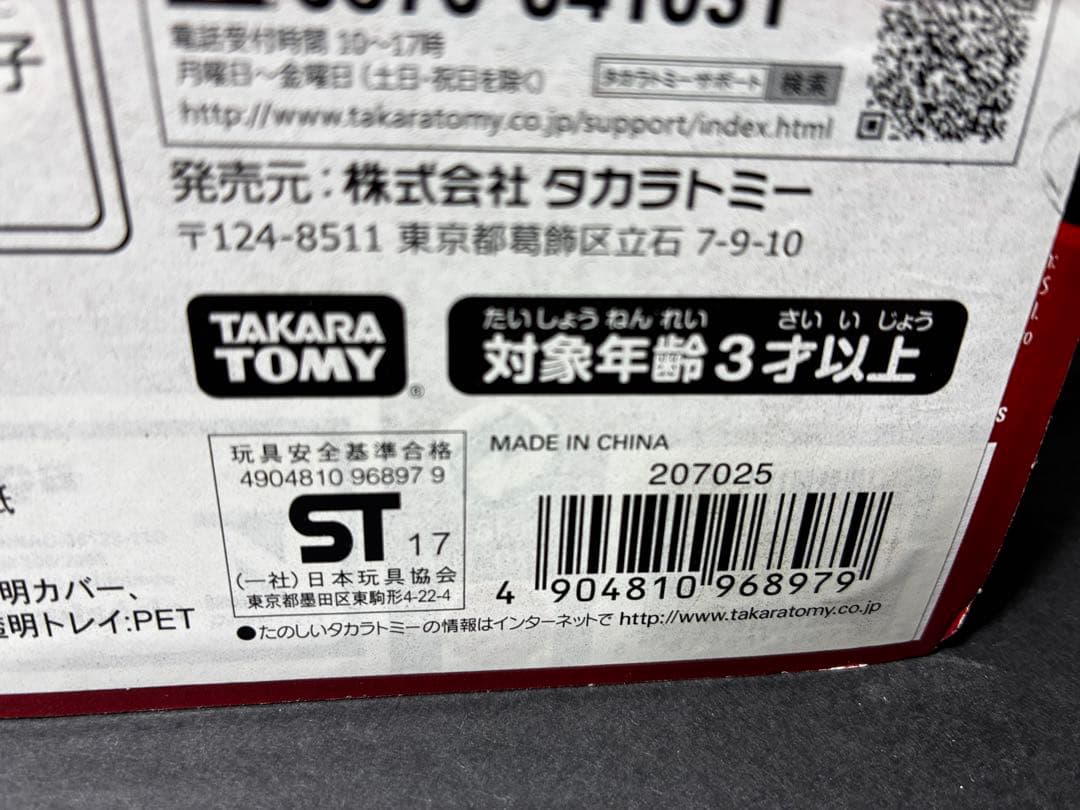 子
電話受付時間 10～17時
月曜日～金曜日（土日・祝日を除く）
タカラトミーサポート 検索
http://www.takaratomy.co.jp/support/index.html
発売元：株式会社 タカラトミー
〒124-8511 東京都葛飾区立石 7-9-10
TAKARA
TOMY
®
たいしょうねんれい さいいじょう
対象年齢3才以上
玩具安全基準合格
4904810 96897 9
ST 17
(一社)日本玩具協会
東京都墨田区東駒形4-22-4
MADE IN CHINA
207025
4 904810 968979
紙
明カバー、
透明トレイ:PET
●たのしいタカラトミーの情報はインターネットで http://www.takaratomy.co.jp